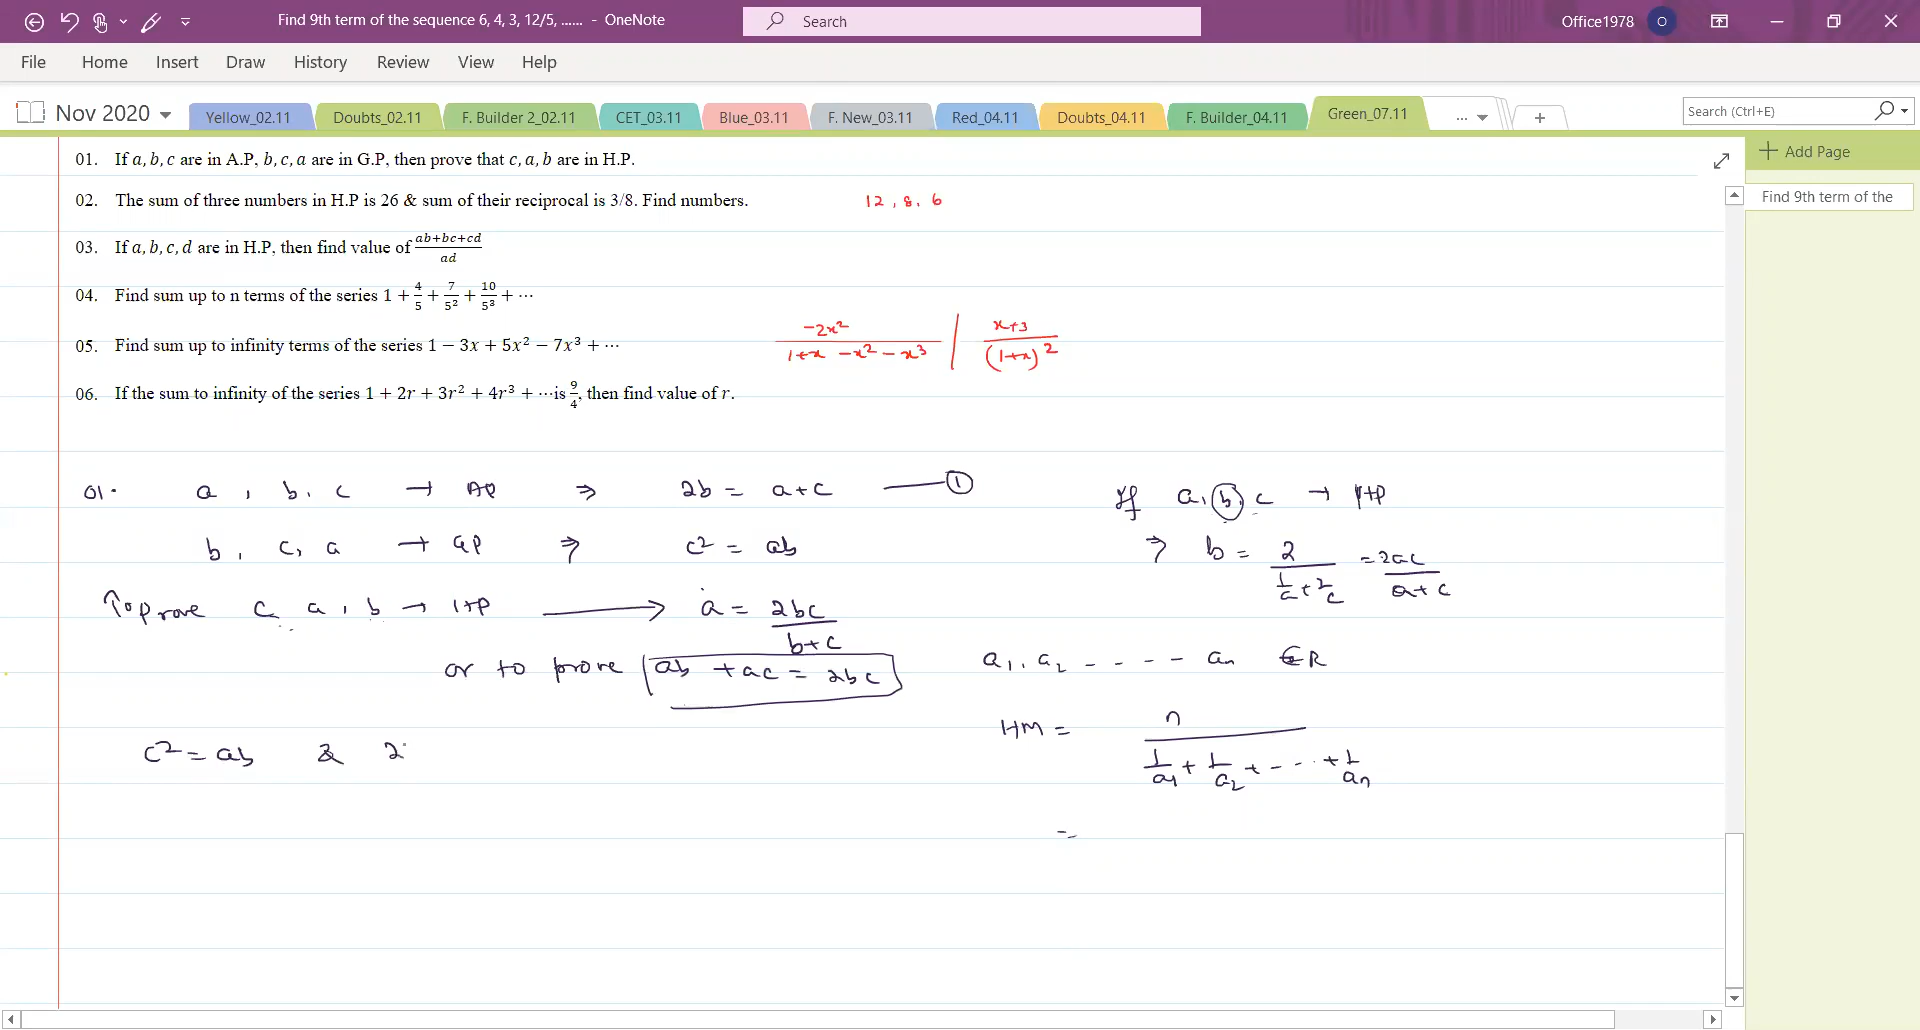 Find 9th term of the sequence 6, 4, 3, 12/5, ...... - OneNote
Search
Office1978
O
File Home Insert Draw History Review View Help
Nov 2020
Yellow_02.11 Doubts_02.11 F. Builder 2_02.11 CET_03.11 Blue_03.11 F. New_03.11 Red_04.11 Doubts_04.11 F. Builder_04.11 Green_07.11 ... +
Search (Ctrl+E)
+ Add Page
Find 9th term of the
01. If a, b, c are in A.P, b, c, a are in G.P, then prove that c, a, b are in H.P.
02. The sum of three numbers in H.P is 26 & sum of their reciprocal is 3/8. Find numbers. 12, 8, 6
03. If a, b, c, d are in H.P, then find value of (ab+bc+cd)/ad
04. Find sum up to n terms of the series 1 + 4/5 + 7/5² + 10/5³ + ⋯
05. Find sum up to infinity terms of the series 1 − 3x + 5x² − 7x³ + ⋯ -2x²/(1+x -x² -x³) | (x+3)/(1+x)²
06. If the sum to infinity of the series 1 + 2r + 3r² + 4r³ + ⋯is 9/4, then find value of r.
01. a, b, c → AP ⇒ 2b = a+c —— ①
b, c, a → GP ⇒ c² = ab
To prove c, a, b → HP ⟶ a = 2bc/(b+c)
or to prove ab + ac = 2bc
c² = ab & 2
If a, b, c → HP
⇒ b = 2/(1/a + 1/c) = 2ac/(a+c)
a₁, a₂ - - - - - aₙ ∈ R
HM = n/(1/a₁ + 1/a₂ + - - - · + 1/aₙ)
=